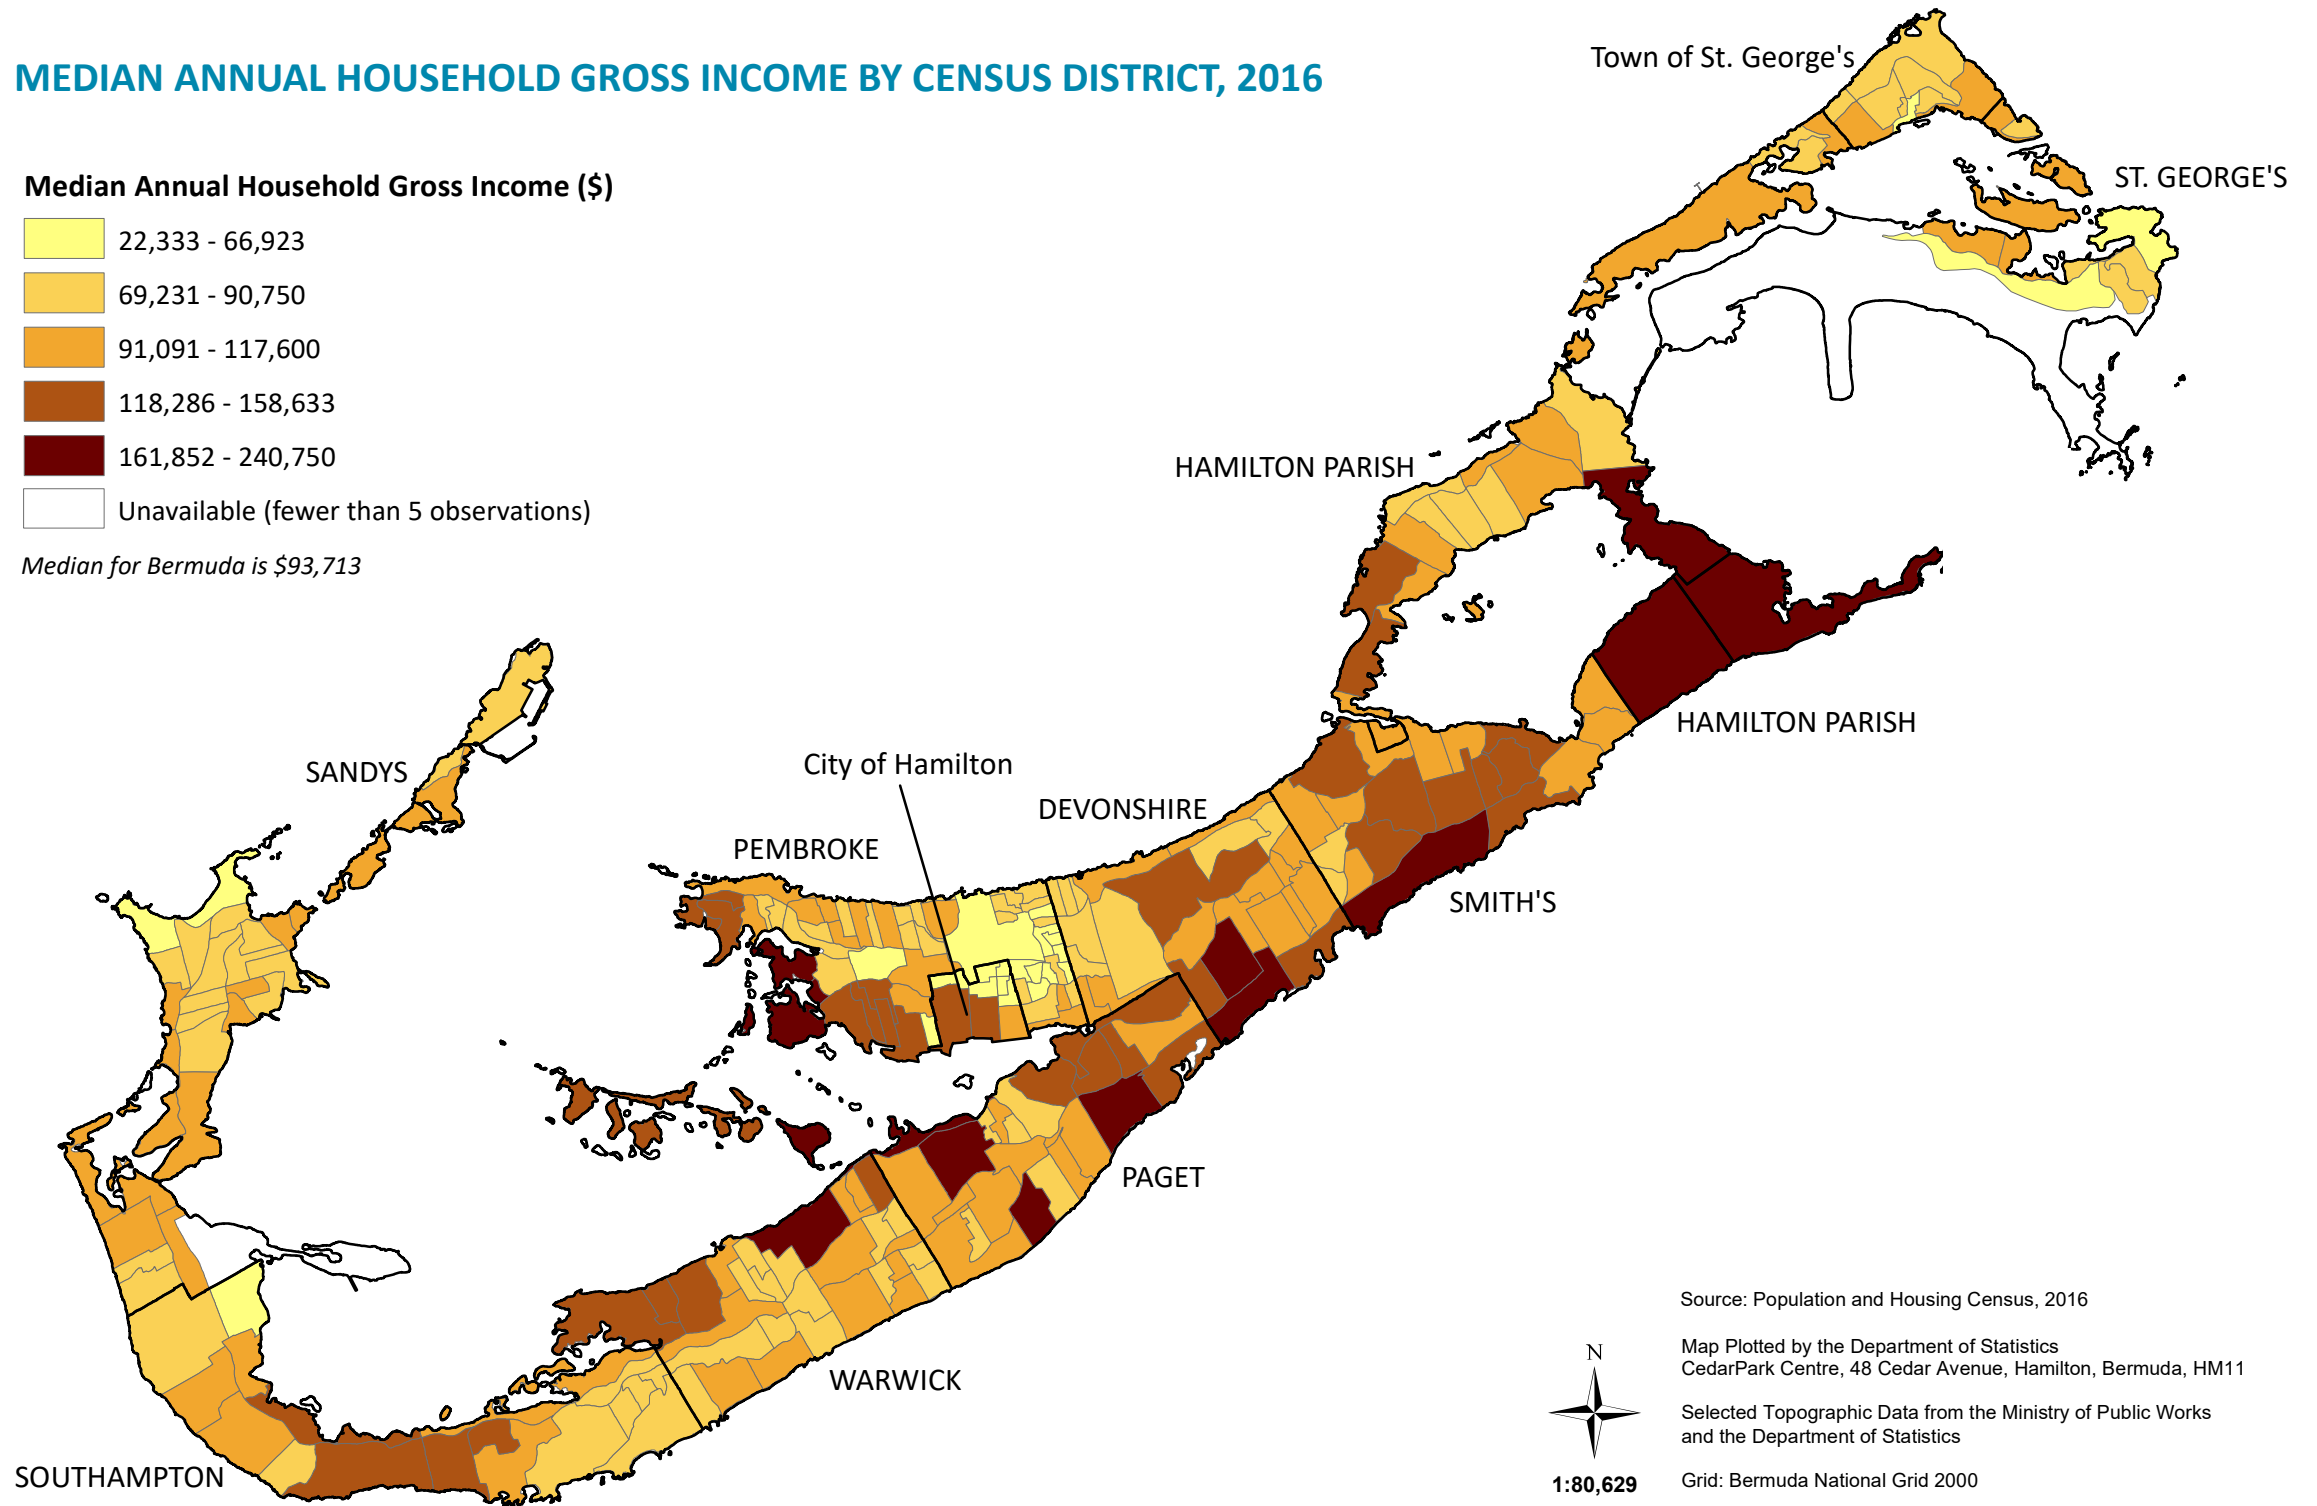 MEDIAN ANNUAL HOUSEHOLD GROSS INCOME BY CENSUS DISTRICT, 2016
Median Annual Household Gross Income ($)
22,333 - 66,923
69,231 - 90,750
91,091 - 117,600
118,286 - 158,633
161,852 - 240,750
Unavailable (fewer than 5 observations)
Median for Bermuda is $93,713
Town of St. George's
ST. GEORGE'S
HAMILTON PARISH
HAMILTON PARISH
SANDYS
City of Hamilton
DEVONSHIRE
PEMBROKE
SMITH'S
PAGET
WARWICK
SOUTHAMPTON
Source: Population and Housing Census, 2016
Map Plotted by the Department of Statistics
CedarPark Centre, 48 Cedar Avenue, Hamilton, Bermuda, HM11
Selected Topographic Data from the Ministry of Public Works
and the Department of Statistics
Grid: Bermuda National Grid 2000
N
1:80,629